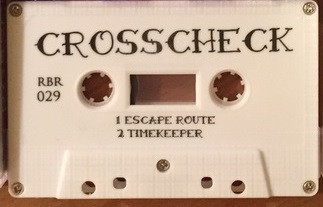 CROSSCHECK
RBR
029
1 ESCAPE ROUTE
2 TIMEKEEPER